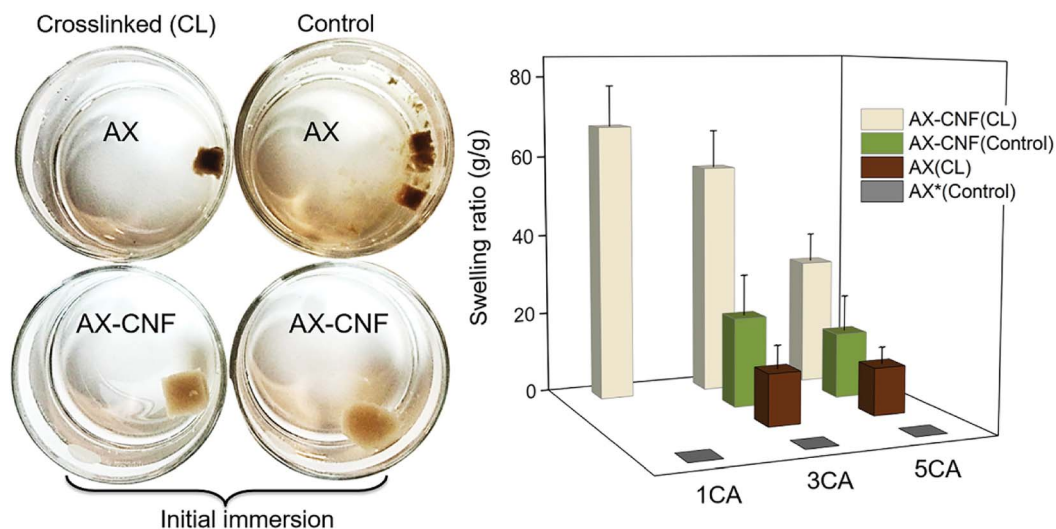 Crosslinked (CL)
Control
AX
AX
AX-CNF
AX-CNF
Initial immersion
Swelling ratio (g/g)
80
60
40
20
0
AX-CNF(CL)
AX-CNF(Control)
AX(CL)
AX*(Control)
1CA
3CA
5CA